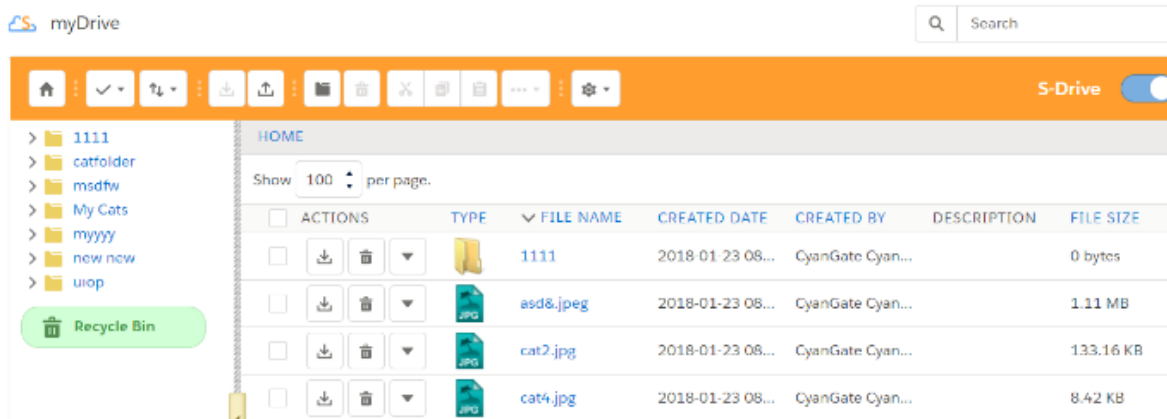 S. myDrive
Search
S-Drive
1111
catfolder
msdfw
My Cats
myyyy
new new
uiop
Recycle Bin
HOME
Show 100 per page.
ACTIONS TYPE FILE NAME CREATED DATE CREATED BY DESCRIPTION FILE SIZE
1111 2018-01-23 08... CyanGate Cyan... 0 bytes
JPG asd&.jpeg 2018-01-23 08... CyanGate Cyan... 1.11 MB
JPG cat2.jpg 2018-01-23 08... CyanGate Cyan... 133.16 KB
JPG cat4.jpg 2018-01-23 08... CyanGate Cyan... 8.42 KB